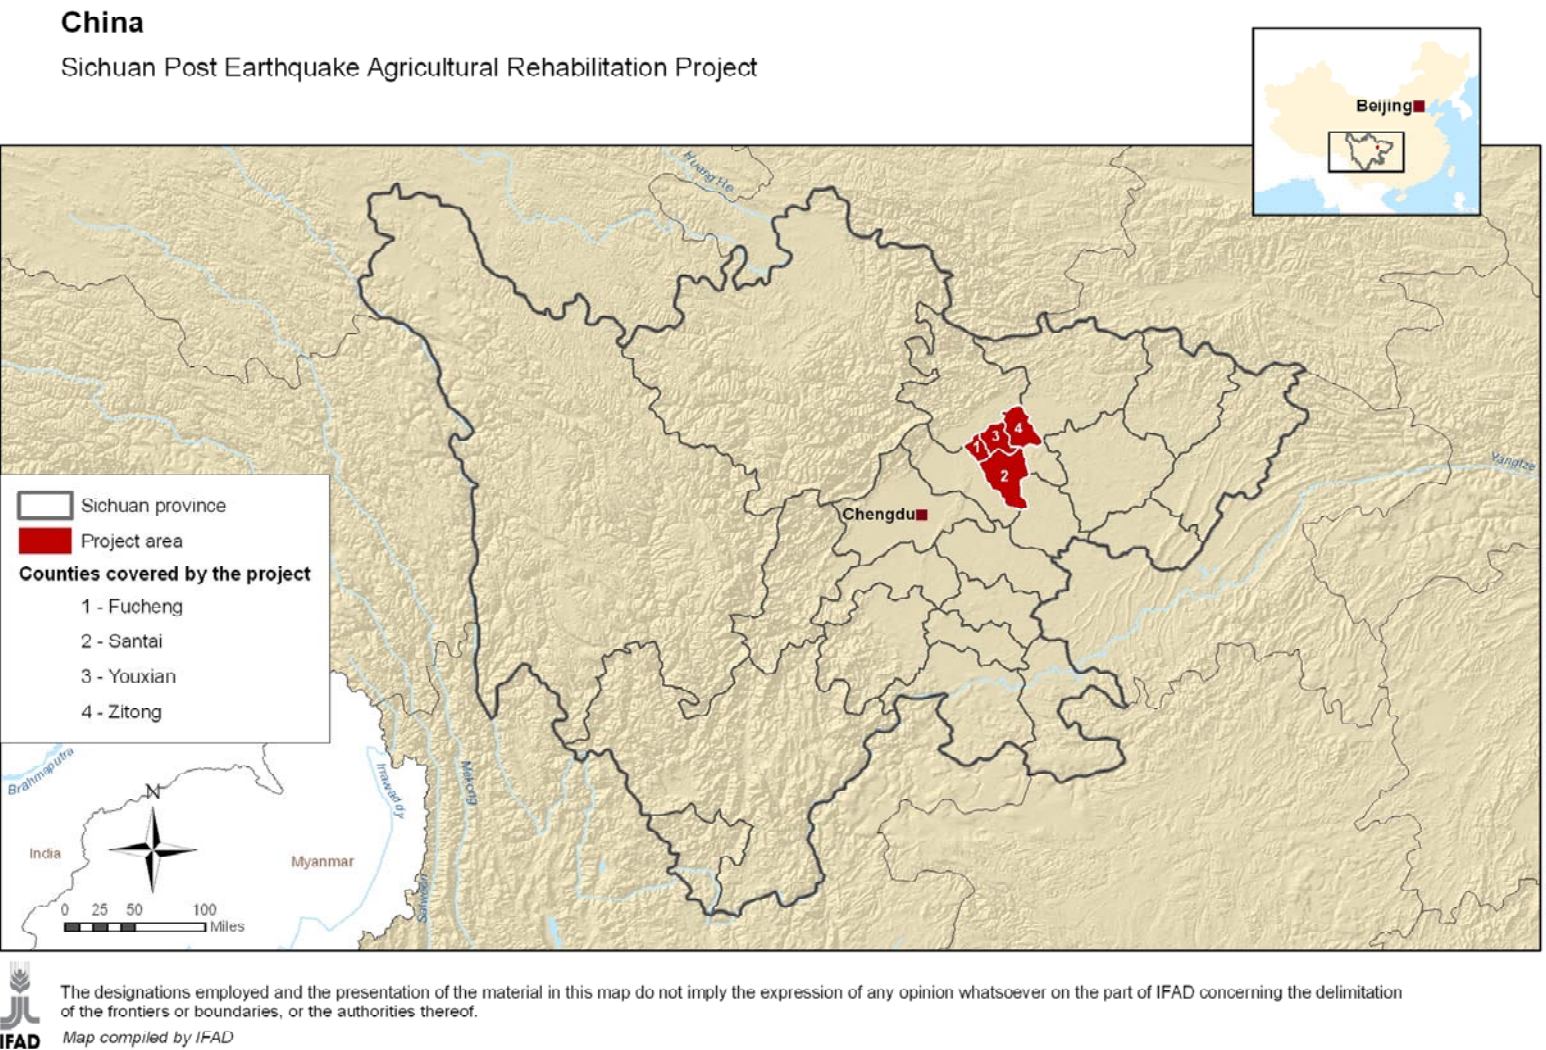 China
Sichuan Post Earthquake Agricultural Rehabilitation Project
Beijing
Huang He
Yangtze
Chengdu
1
3
4
2
Sichuan province
Project area
Counties covered by the project
1 - Fucheng
2 - Santai
3 - Youxian
4 - Zitong
Brahmaputra
N
Irrawaddy
Mekong
India
Myanmar
Salween
0 25 50 100
Miles
The designations employed and the presentation of the material in this map do not imply the expression of any opinion whatsoever on the part of IFAD concerning the delimitation
of the frontiers or boundaries, or the authorities thereof.
IFAD
Map compiled by IFAD